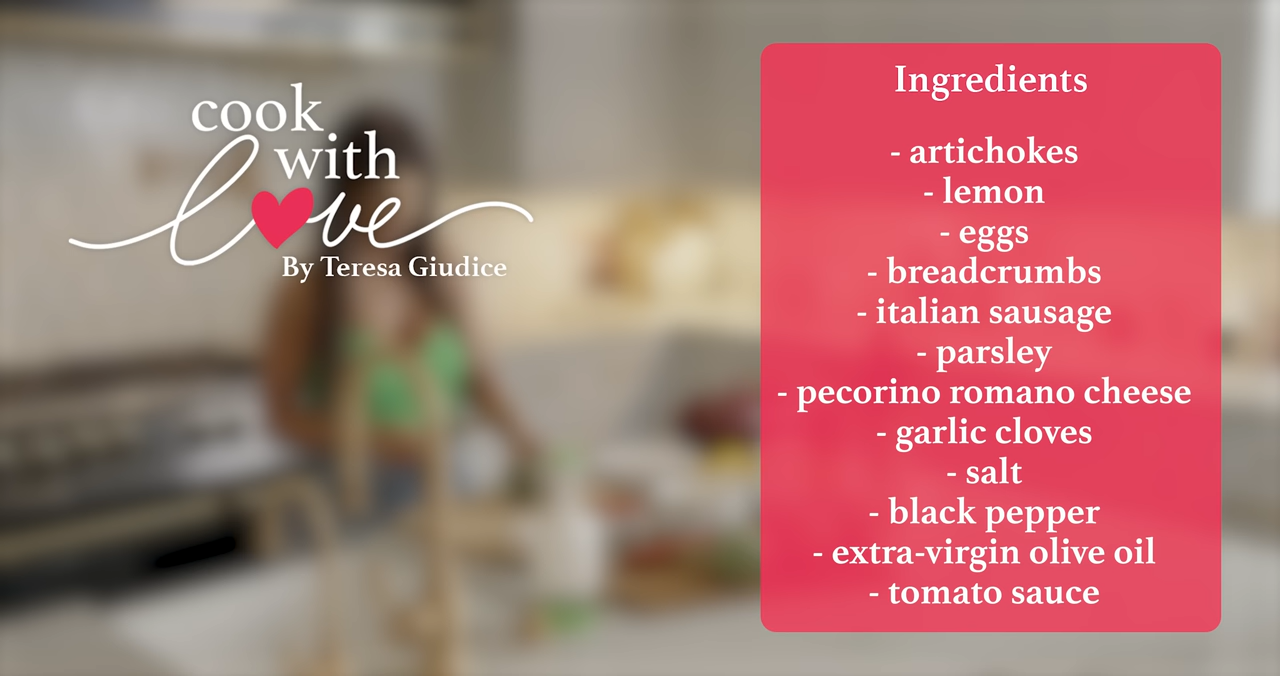 cook
with
love
By Teresa Giudice
Ingredients
- artichokes
- lemon
- eggs
- breadcrumbs
- italian sausage
- parsley
- pecorino romano cheese
- garlic cloves
- salt
- black pepper
- extra-virgin olive oil
- tomato sauce